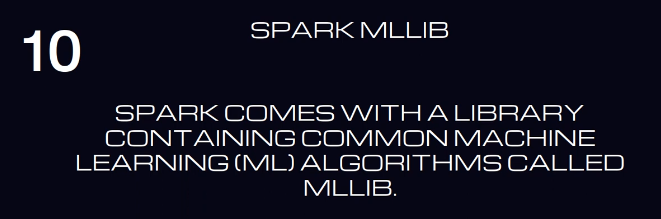 10
SPARK MLLIB
SPARK COMES WITH A LIBRARY
CONTAINING COMMON MACHINE
LEARNING (ML) ALGORITHMS CALLED
MLLIB.